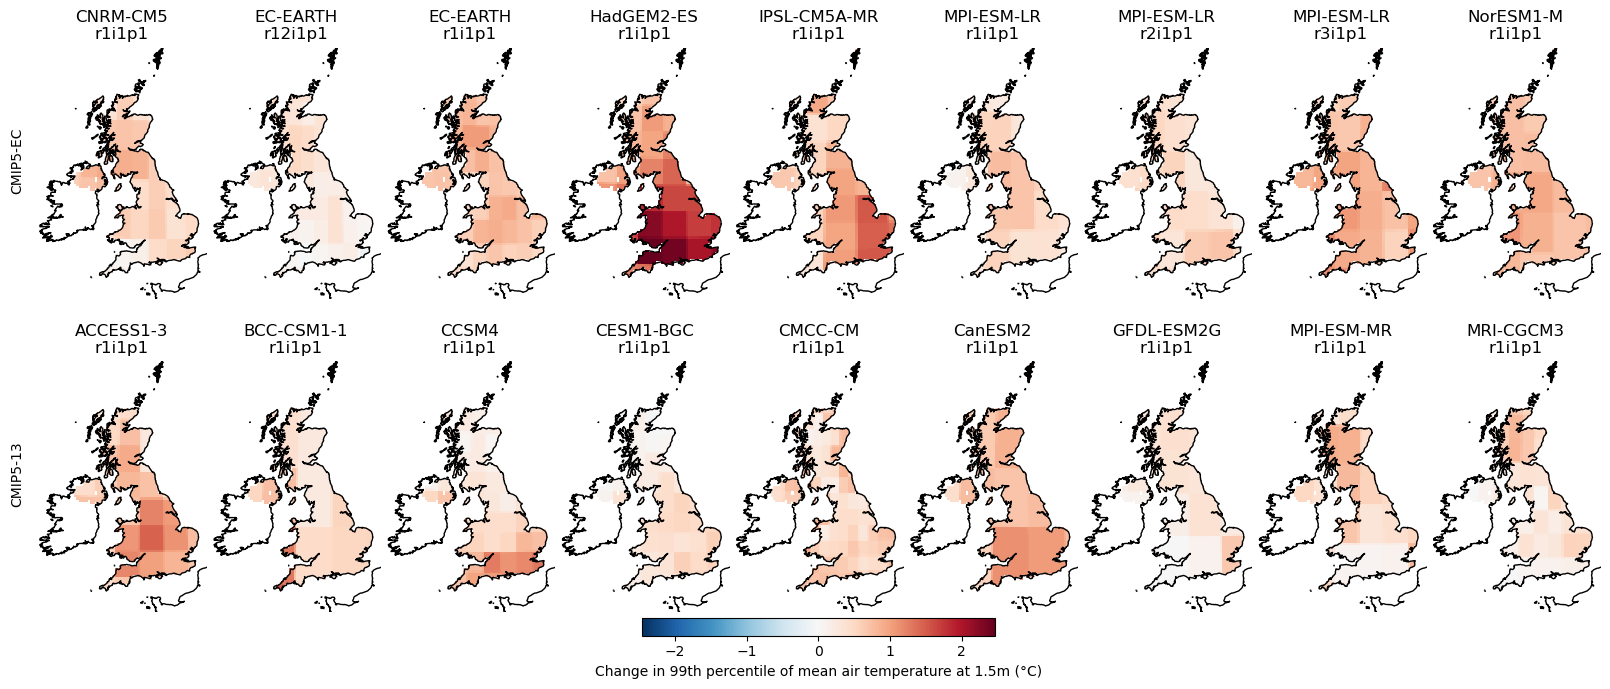 CNRM-CM5
r1i1p1
EC-EARTH
r12i1p1
EC-EARTH
r1i1p1
HadGEM2-ES
r1i1p1
IPSL-CM5A-MR
r1i1p1
MPI-ESM-LR
r1i1p1
MPI-ESM-LR
r2i1p1
MPI-ESM-LR
r3i1p1
NorESM1-M
r1i1p1
CMIP5-EC
ACCESS1-3
r1i1p1
BCC-CSM1-1
r1i1p1
CCSM4
r1i1p1
CESM1-BGC
r1i1p1
CMCC-CM
r1i1p1
CanESM2
r1i1p1
GFDL-ESM2G
r1i1p1
MPI-ESM-MR
r1i1p1
MRI-CGCM3
r1i1p1
CMIP5-13
−2 −1 0 1 2
Change in 99th percentile of mean air temperature at 1.5m (°C)